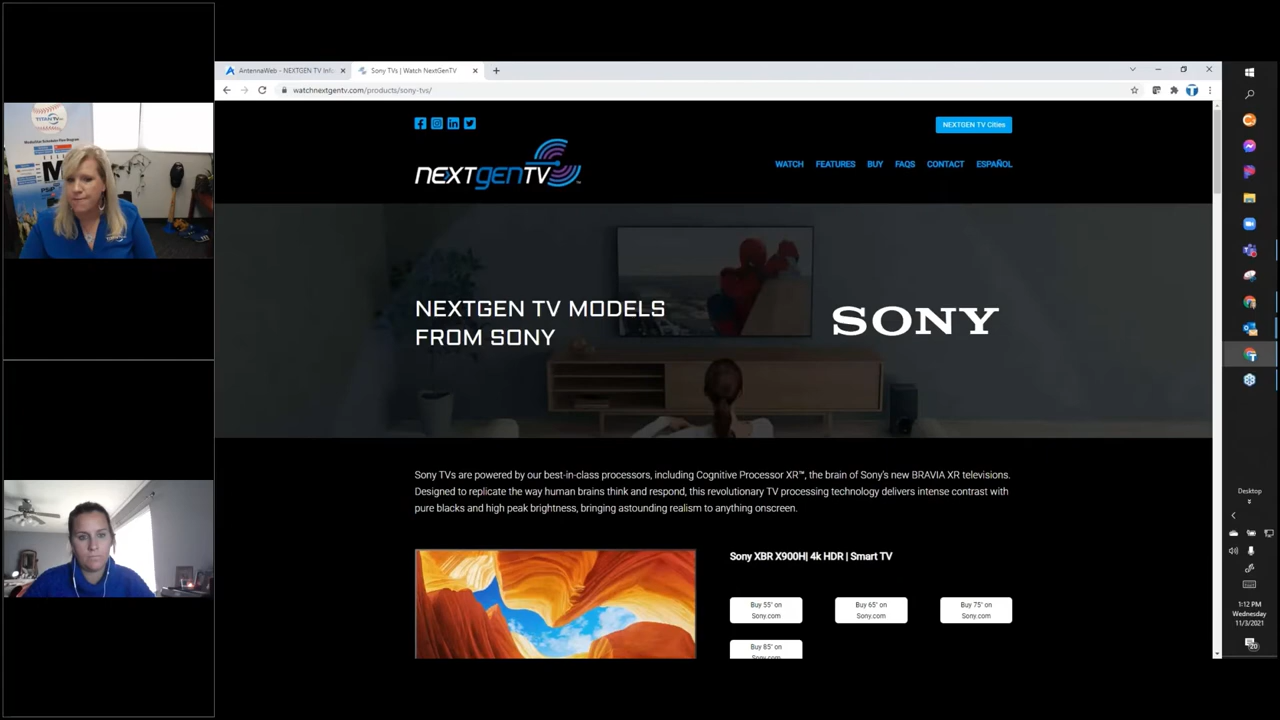 AntennaWeb - NEXTGEN TV Info
Sony TVs | Watch NextGenTV
watchnextgentv.com/products/sony-tvs/
NEXTGEN TV Cities
NEXTGENTV
WATCH FEATURES BUY FAQS CONTACT ESPAÑOL
NEXTGEN TV MODELS
FROM SONY
SONY
Sony TVs are powered by our best-in-class processors, including Cognitive Processor XR™, the brain of Sony's new BRAVIA XR televisions.
Designed to replicate the way human brains think and respond, this revolutionary TV processing technology delivers intense contrast with
pure blacks and high peak brightness, bringing astounding realism to anything onscreen.
Sony XBR X900H| 4k HDR | Smart TV
Buy 55" on
Sony.com
Buy 65" on
Sony.com
Buy 75" on
Sony.com
Buy 85" on
Sony.com
TITANTV
Desktop
1:12 PM
Wednesday
11/3/2021